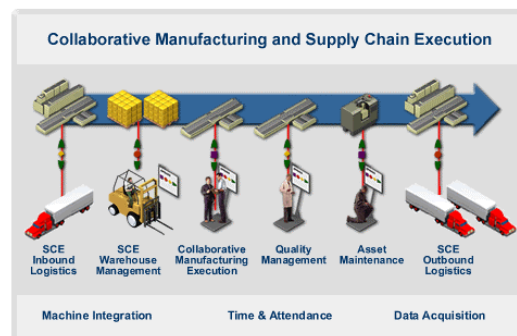 Collaborative Manufacturing and Supply Chain Execution
SCE
Inbound
Logistics
SCE
Warehouse
Management
Collaborative
Manufacturing
Execution
Quality
Management
Asset
Maintenance
SCE
Outbound
Logistics
Machine Integration
Time & Attendance
Data Acquisition